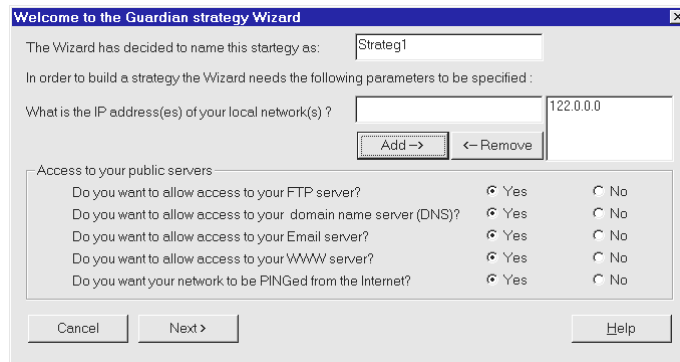 Welcome to the Guardian strategy Wizard
The Wizard has decided to name this startegy as: Strateg1
In order to build a strategy the Wizard needs the following parameters to be specified :
What is the IP address(es) of your local network(s) ? 122.0.0.0
Add --> <-- Remove
Access to your public servers
Do you want to allow access to your FTP server? Yes No
Do you want to allow access to your domain name server (DNS)? Yes No
Do you want to allow access to your Email server? Yes No
Do you want to allow access to your WWW server? Yes No
Do you want your network to be PINGed from the Internet? Yes No
Cancel Next > Help